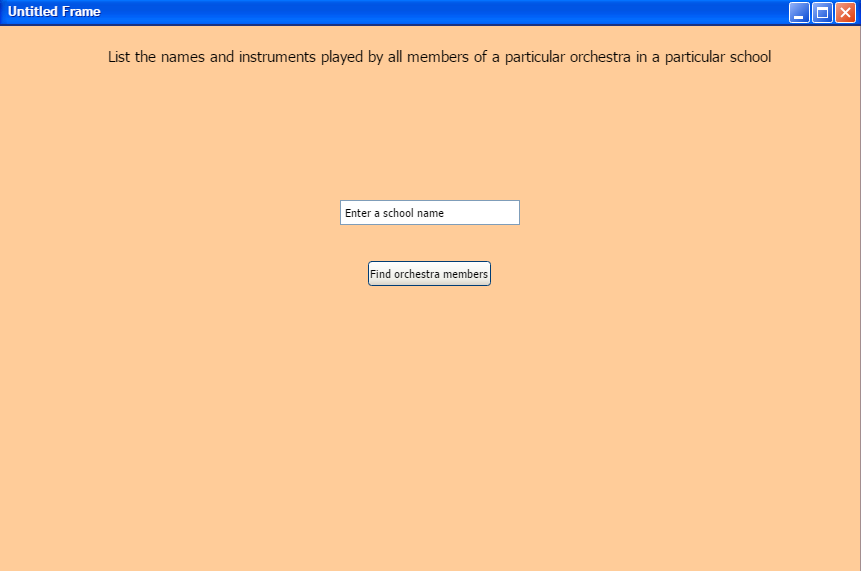 Untitled Frame
List the names and instruments played by all members of a particular orchestra in a particular school
Enter a school name
Find orchestra members